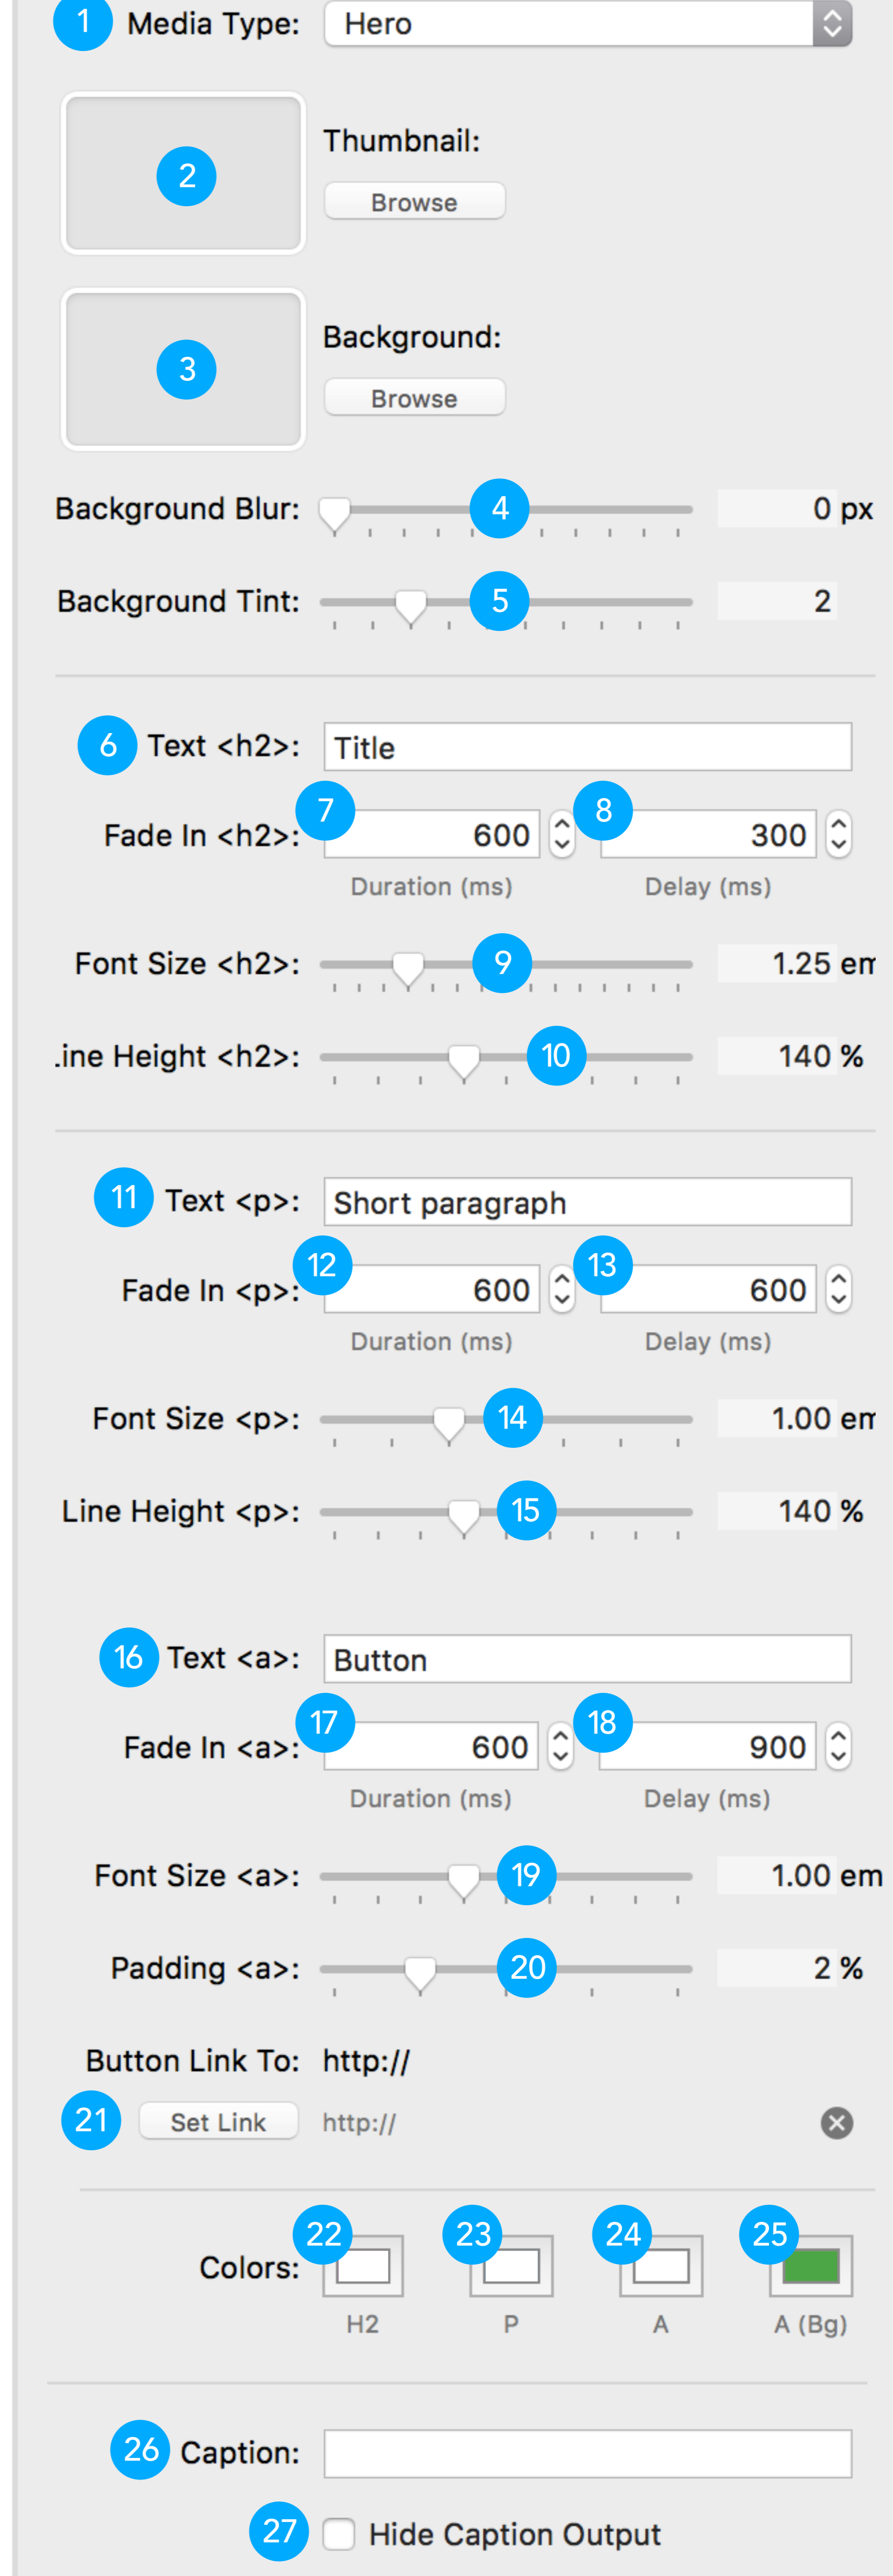 1 Media Type: Hero
Thumbnail:
2
Browse
Background:
3
Browse
Background Blur: 4 0 px
Background Tint: 5 2
6 Text <h2>: Title
7 8
Fade In <h2>: 600 300
Duration (ms) Delay (ms)
Font Size <h2>: 9 1.25 em
Line Height <h2>: 10 140 %
11 Text <p>: Short paragraph
12 13
Fade In <p>: 600 600
Duration (ms) Delay (ms)
Font Size <p>: 14 1.00 em
Line Height <p>: 15 140 %
16 Text <a>: Button
17 18
Fade In <a>: 600 900
Duration (ms) Delay (ms)
Font Size <a>: 19 1.00 em
Padding <a>: 20 2 %
Button Link To: http://
21 Set Link http://
22 23 24 25
Colors:
H2 P A A (Bg)
26 Caption:
27 Hide Caption Output